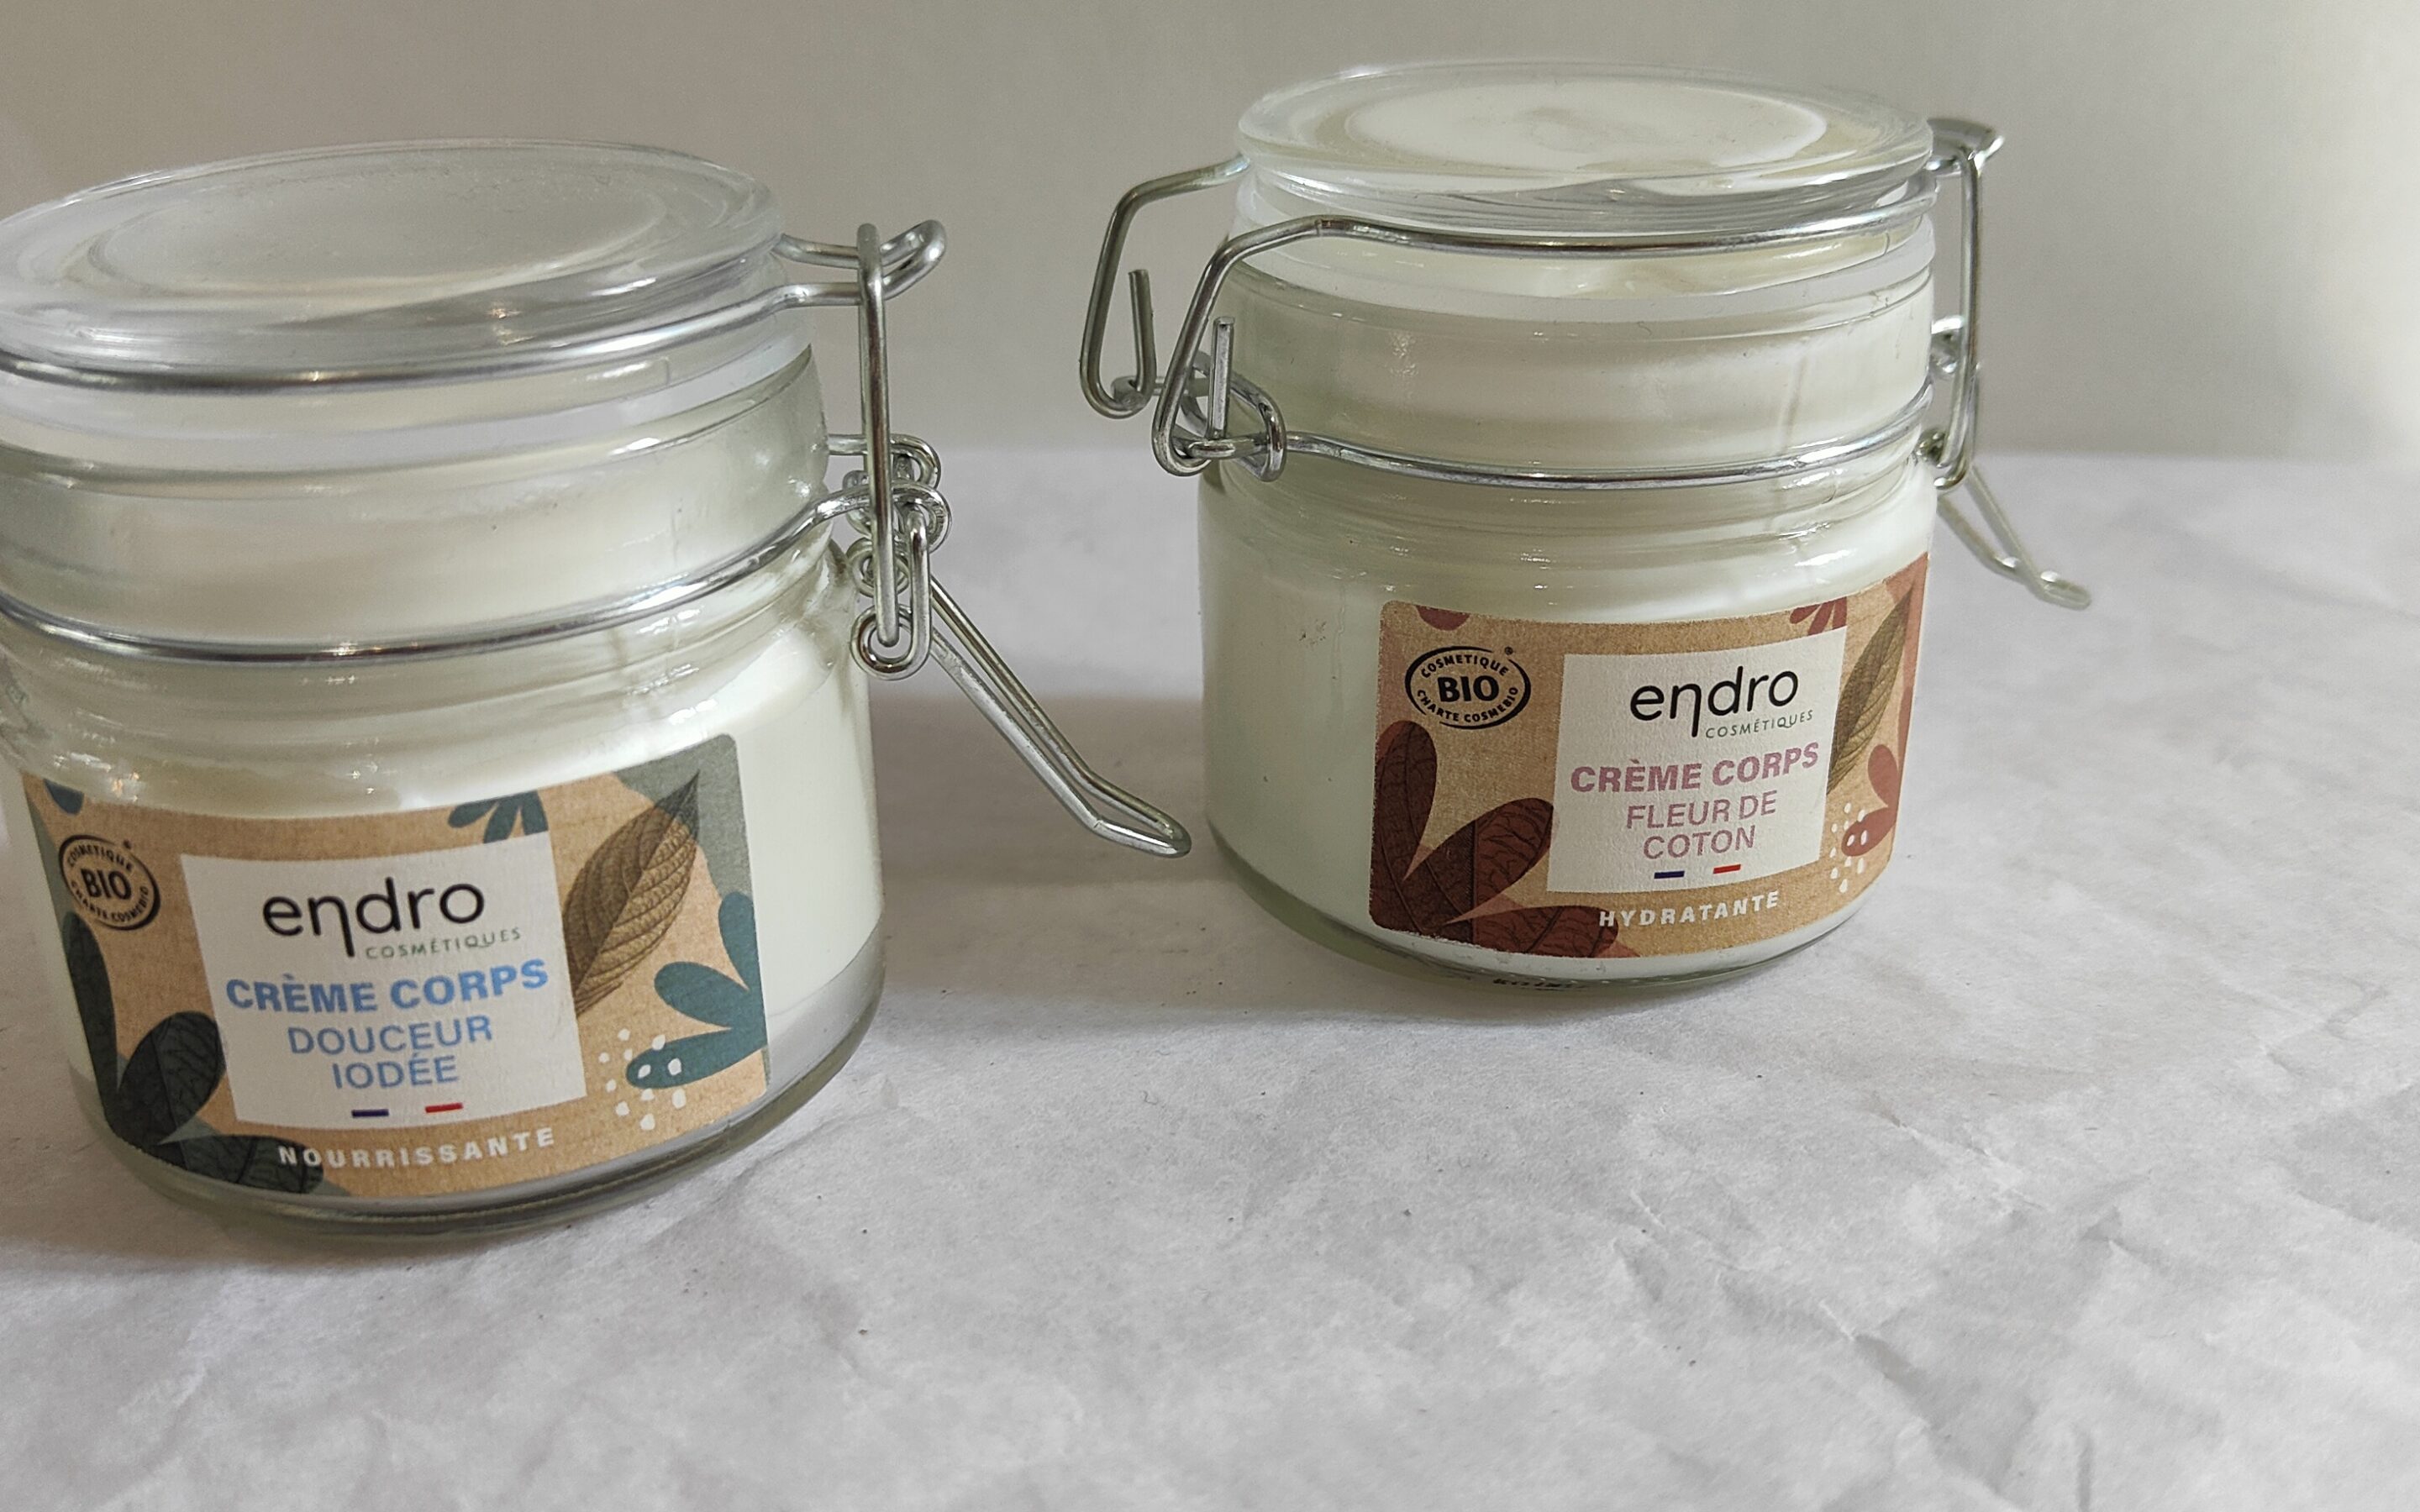 COSMETIQUE
BIO
CHARTE COSMEBIO
®
endro
COSMÉTIQUES
CRÈME CORPS
DOUCEUR
IODÉE
NOURRISSANTE
COSMETIQUE
BIO
CHARTE COSMEBIO
®
endro
COSMÉTIQUES
CRÈME CORPS
FLEUR DE
COTON
HYDRATANTE